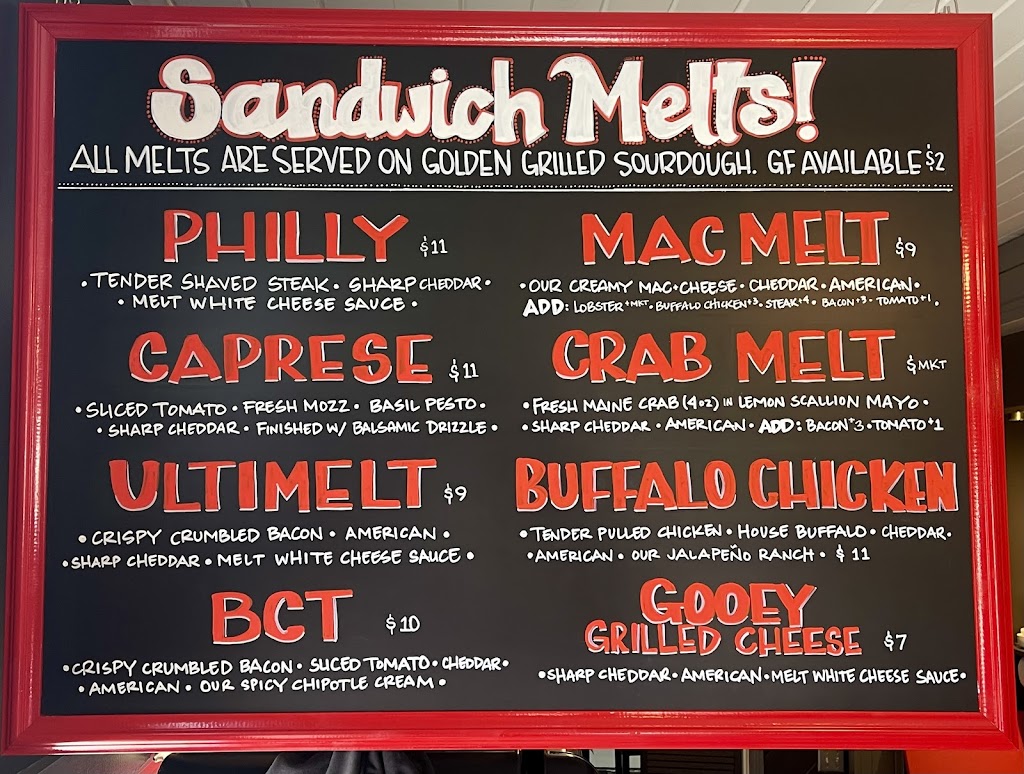 Sandwich Melts!
ALL MELTS ARE SERVED ON GOLDEN GRILLED SOURDOUGH. GF AVAILABLE $2
PHILLY $11
• TENDER SHAVED STEAK • SHARP CHEDDAR •
• MELT WHITE CHEESE SAUCE •
CAPRESE $11
• SLICED TOMATO • FRESH MOZZ • BASIL PESTO •
• SHARP CHEDDAR • FINISHED W/ BALSAMIC DRIZZLE •
ULTIMELT $9
• CRISPY CRUMBLED BACON • AMERICAN •
• SHARP CHEDDAR • MELT WHITE CHEESE SAUCE •
BCT $10
• CRISPY CRUMBLED BACON • SLICED TOMATO • CHEDDAR •
• AMERICAN • OUR SPICY CHIPOTLE CREAM •
MAC MELT $9
• OUR CREAMY MAC • CHEESE • CHEDDAR • AMERICAN •
ADD: LOBSTER +MKT • BUFFALO CHICKEN +3 • STEAK +4 • BACON +3 • TOMATO +1 •
CRAB MELT $MKT
• FRESH MAINE CRAB (4oz) IN LEMON SCALLION MAYO •
• SHARP CHEDDAR • AMERICAN • ADD: BACON +3 • TOMATO +1
BUFFALO CHICKEN
• TENDER PULLED CHICKEN • HOUSE BUFFALO • CHEDDAR •
• AMERICAN • OUR JALAPEÑO RANCH • $11
GOOEY
GRILLED CHEESE $7
• SHARP CHEDDAR • AMERICAN • MELT WHITE CHEESE SAUCE •